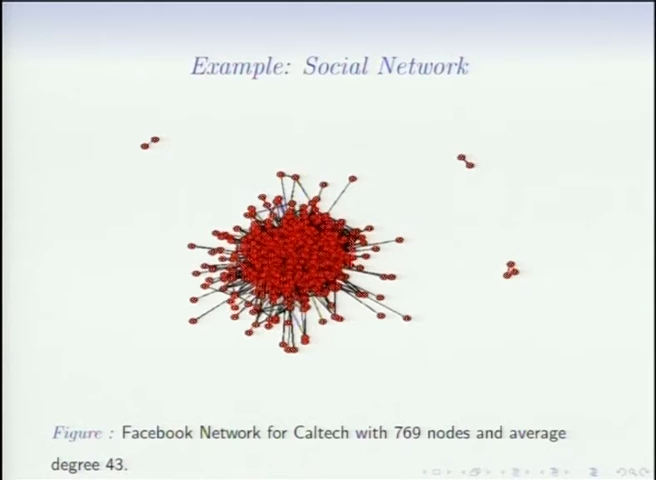 Example: Social Network
Figure : Facebook Network for Caltech with 769 nodes and average
degree 43.